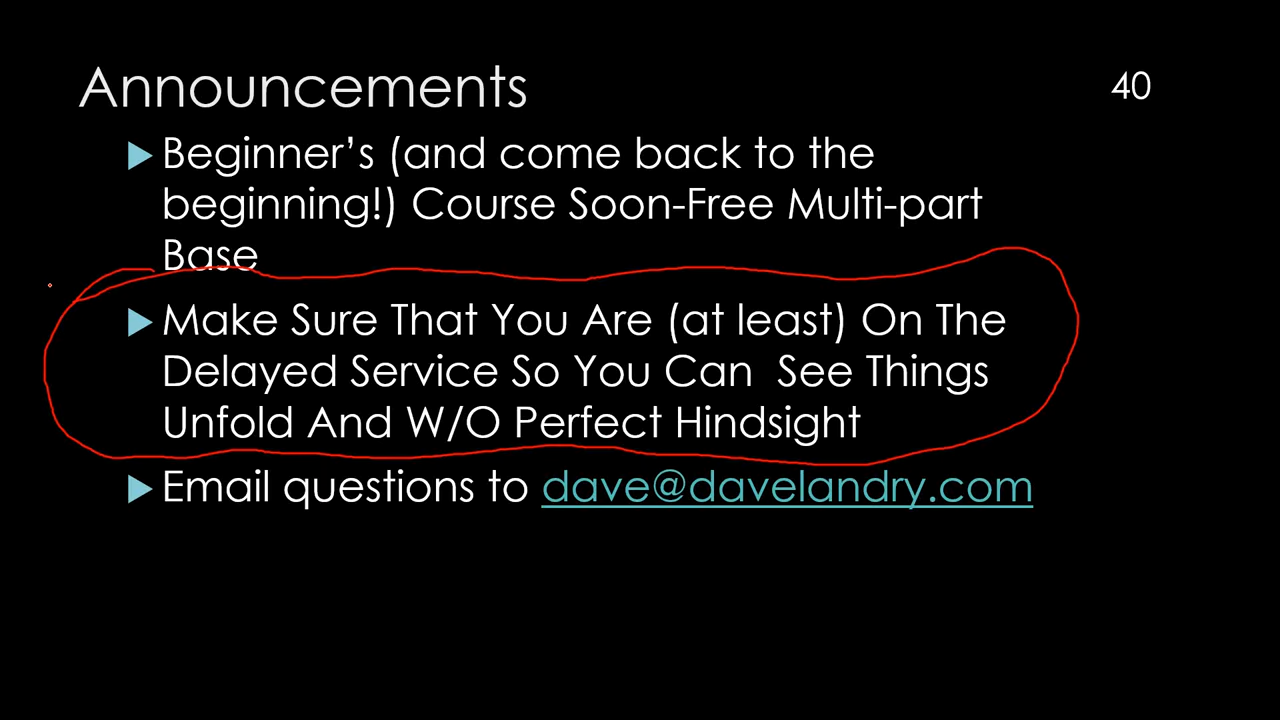 Announcements 40
▶Beginner’s (and come back to the
beginning!) Course Soon-Free Multi-part
Base
▶Make Sure That You Are (at least) On The
Delayed Service So You Can  See Things
Unfold And W/O Perfect Hindsight
▶Email questions to dave@davelandry.com